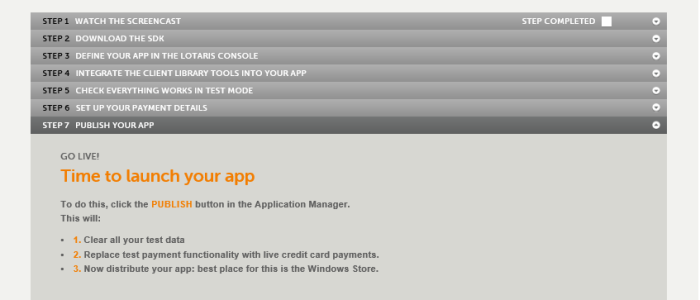 STEP 1 WATCH THE SCREENCAST STEP COMPLETED
STEP 2 DOWNLOAD THE SDK
STEP 3 DEFINE YOUR APP IN THE LOTARIS CONSOLE
STEP 4 INTEGRATE THE CLIENT LIBRARY TOOLS INTO YOUR APP
STEP 5 CHECK EVERYTHING WORKS IN TEST MODE
STEP 6 SET UP YOUR PAYMENT DETAILS
STEP 7 PUBLISH YOUR APP
GO LIVE!
Time to launch your app
To do this, click the PUBLISH button in the Application Manager.
This will:
• 1. Clear all your test data
• 2. Replace test payment functionality with live credit card payments.
• 3. Now distribute your app: best place for this is the Windows Store.